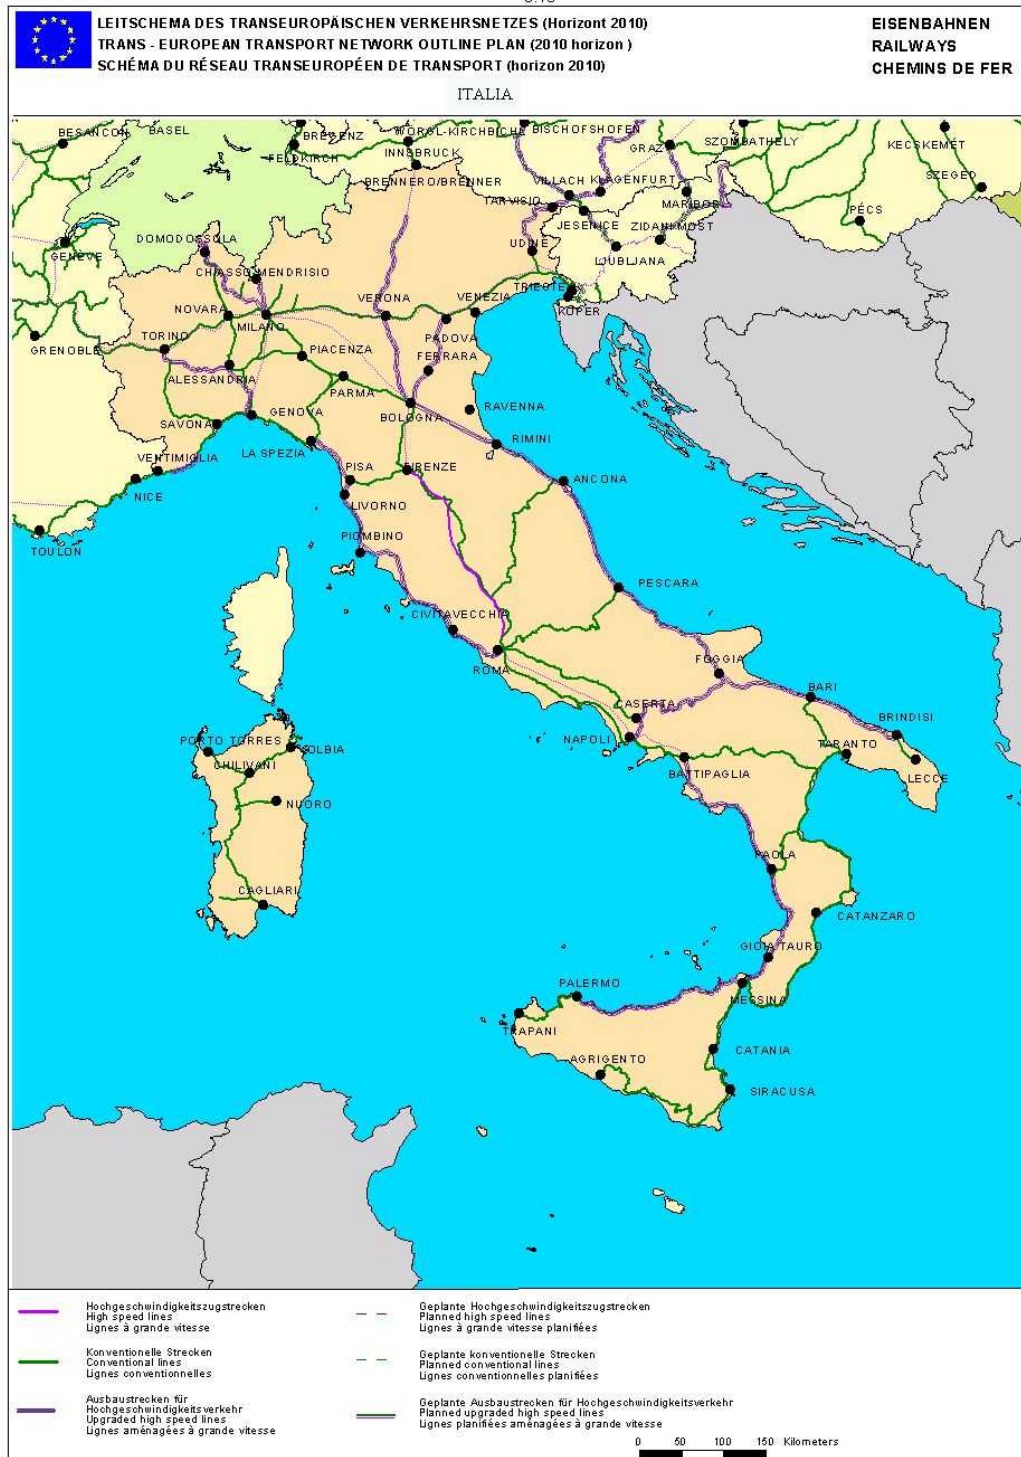 LEITSCHEMA DES TRANSEUROPÄISCHEN VERKEHRSNETZES (Horizont 2010)
TRANS - EUROPEAN TRANSPORT NETWORK OUTLINE PLAN (2010 horizon )
SCHÉMA DU RÉSEAU TRANSEUROPÉEN DE TRANSPORT (horizon 2010)
EISENBAHNEN
RAILWAYS
CHEMINS DE FER
ITALIA
BESANCON
BASEL
BREGENZ
FELDKIRCH
WÖRGL-KIRCHBICHL
INNSBRUCK
BRENNERO/BRENNER
BISCHOFSHOFEN
GRAZ
SZOMBATHELY
KECSKEMÉT
SZEGED
VILLACH
KLAGENFURT
TARVISIO
MARIBOR
PÉCS
JESENICE
ZIDANI MOST
DOMODOSSOLA
GENÈVE
UDINE
LJUBLJANA
CHIASSO
MENDRISIO
TRIESTE
KOPER
NOVARA
MILANO
VERONA
VENEZIA
PADOVA
GRENOBLE
TORINO
PIACENZA
FERRARA
ALESSANDRIA
PARMA
BOLOGNA
RAVENNA
SAVONA
GENOVA
RIMINI
LA SPEZIA
VENTIMIGLIA
PISA
FIRENZE
ANCONA
NICE
LIVORNO
TOULON
PIOMBINO
PESCARA
CIVITAVECCHIA
ROMA
FOGGIA
BARI
CASERTA
BRINDISI
NAPOLI
TARANTO
PORTO TORRES
OLBIA
CHILIVANI
BATTIPAGLIA
LECCE
NUORO
PAOLA
CAGLIARI
CATANZARO
GIOIA TAURO
PALERMO
MESSINA
TRAPANI
AGRIGENTO
CATANIA
SIRACUSA
Hochgeschwindigkeitszugstrecken
High speed lines
Lignes à grande vitesse
Konventionelle Strecken
Conventional lines
Lignes conventionnelles
Ausbaustrecken für
Hochgeschwindigkeitsverkehr
Upgraded high speed lines
Lignes aménagées à grande vitesse
Geplante Hochgeschwindigkeitszugstrecken
Planned high speed lines
Lignes à grande vitesse planifiées
Geplante konventionelle Strecken
Planned conventional lines
Lignes conventionnelles planifiées
Geplante Ausbaustrecken für Hochgeschwindigkeitsverkehr
Planned upgraded high speed lines
Lignes planifiées aménagées à grande vitesse
0 50 100 150 Kilometers